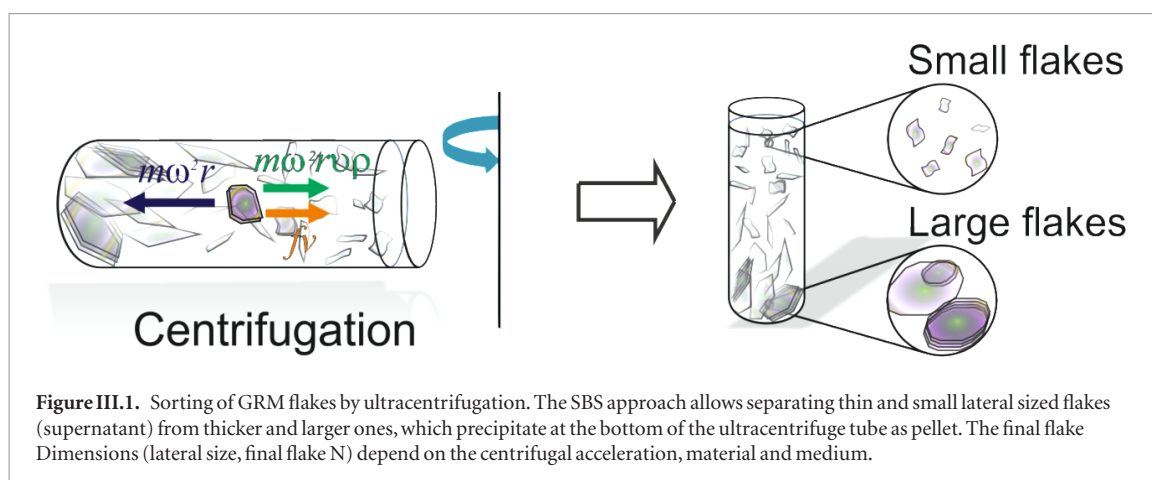 Small flakes
mω²r
mω²rυρ
fv
Large flakes
Centrifugation
Figure III.1. Sorting of GRM flakes by ultracentrifugation. The SBS approach allows separating thin and small lateral sized flakes
(supernatant) from thicker and larger ones, which precipitate at the bottom of the ultracentrifuge tube as pellet. The final flake
Dimensions (lateral size, final flake N) depend on the centrifugal acceleration, material and medium.